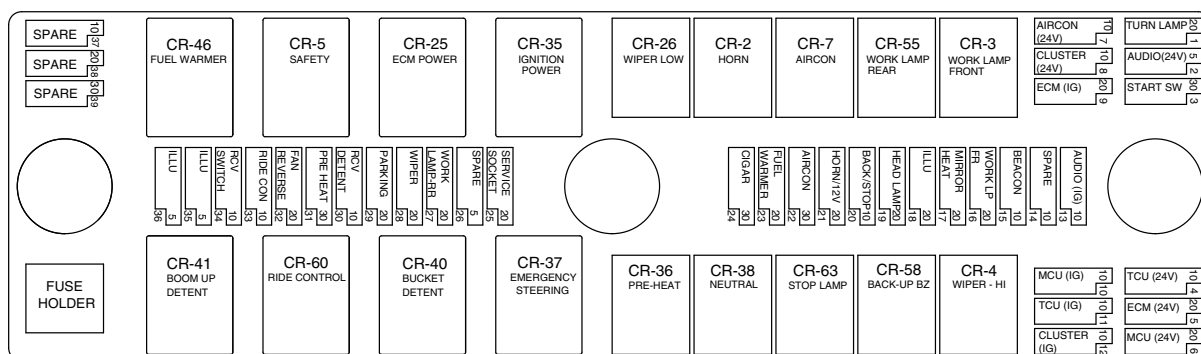 SPARE 10 37
SPARE 20 38
SPARE 30 39
CR-46
FUEL WARMER
CR-5
SAFETY
CR-25
ECM POWER
CR-35
IGNITION
POWER
CR-26
WIPER LOW
CR-2
HORN
CR-7
AIRCON
CR-55
WORK LAMP
REAR
CR-3
WORK LAMP
FRONT
AIRCON
(24V) 10 7
CLUSTER
(24V) 10 8
ECM (IG) 20 9
TURN LAMP 20 1
AUDIO(24V) 5 2
START SW 30 3
ILLU 5 36
ILLU 5 35
RCV
SWITCH 10 34
RIDE CON 10 33
FAN
REVERSE 20 32
PRE HEAT 30 31
RCV
DETENT 10 30
PARKING 20 29
WIPER 20 28
WORK
LAMP-RR 20 27
SPARE 5 26
SERVICE
SOCKET 20 25
CIGAR 30 24
FUEL
WARMER 20 23
AIRCON 30 22
HORN/12V 20 21
BACK/STOP 10 20
HEAD LAMP 20 19
ILLU 20 18
MIRROR
HEAT 20 17
WORK LP
FR 20 16
BEACON 10 15
SPARE 10 14
AUDIO (IG) 10 13
FUSE
HOLDER
CR-41
BOOM UP
DETENT
CR-60
RIDE CONTROL
CR-40
BUCKET
DETENT
CR-37
EMERGENCY
STEERING
CR-36
PRE-HEAT
CR-38
NEUTRAL
CR-63
STOP LAMP
CR-58
BACK-UP BZ
CR-4
WIPER - HI
MCU (IG) 10 10
TCU (IG) 10 11
CLUSTER
(IG) 10 12
TCU (24V) 10 4
ECM (24V) 20 5
MCU (24V) 20 6